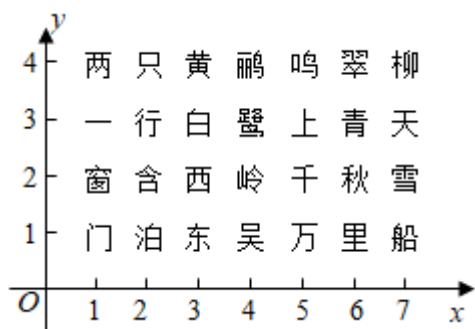 y
4 两 只 黄 鹂 鸣 翠 柳
3 一 行 白 鹭 上 青 天
2 窗 含 西 岭 千 秋 雪
1 门 泊 东 吴 万 里 船
O 1 2 3 4 5 6 7 x